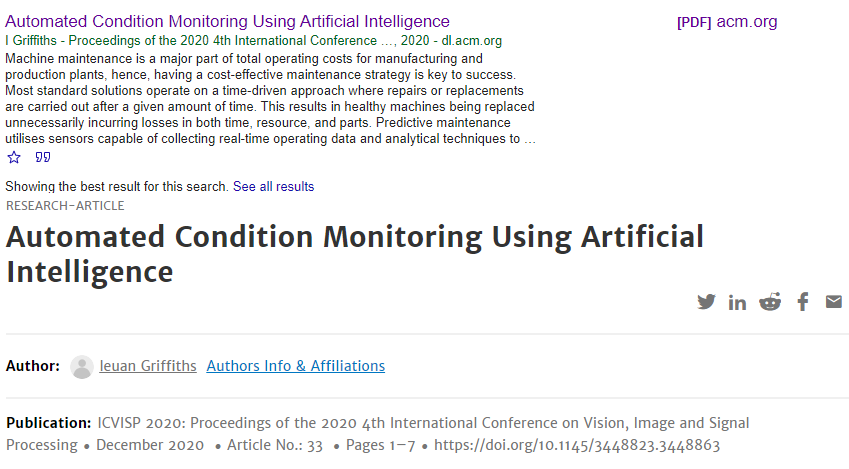 Automated Condition Monitoring Using Artificial Intelligence
[PDF] acm.org
I Griffiths - Proceedings of the 2020 4th International Conference ..., 2020 - dl.acm.org
Machine maintenance is a major part of total operating costs for manufacturing and
production plants, hence, having a cost-effective maintenance strategy is key to success.
Most standard solutions operate on a time-driven approach where repairs or replacements
are carried out after a given amount of time. This results in healthy machines being replaced
unnecessarily incurring losses in both time, resource, and parts. Predictive maintenance
utilises sensors capable of collecting real-time operating data and analytical techniques to ...
Showing the best result for this search. See all results
RESEARCH-ARTICLE
Automated Condition Monitoring Using Artificial
Intelligence
Author: Ieuan Griffiths Authors Info & Affiliations
Publication: ICVISP 2020: Proceedings of the 2020 4th International Conference on Vision, Image and Signal
Processing • December 2020 • Article No.: 33 • Pages 1–7 • https://doi.org/10.1145/3448823.3448863